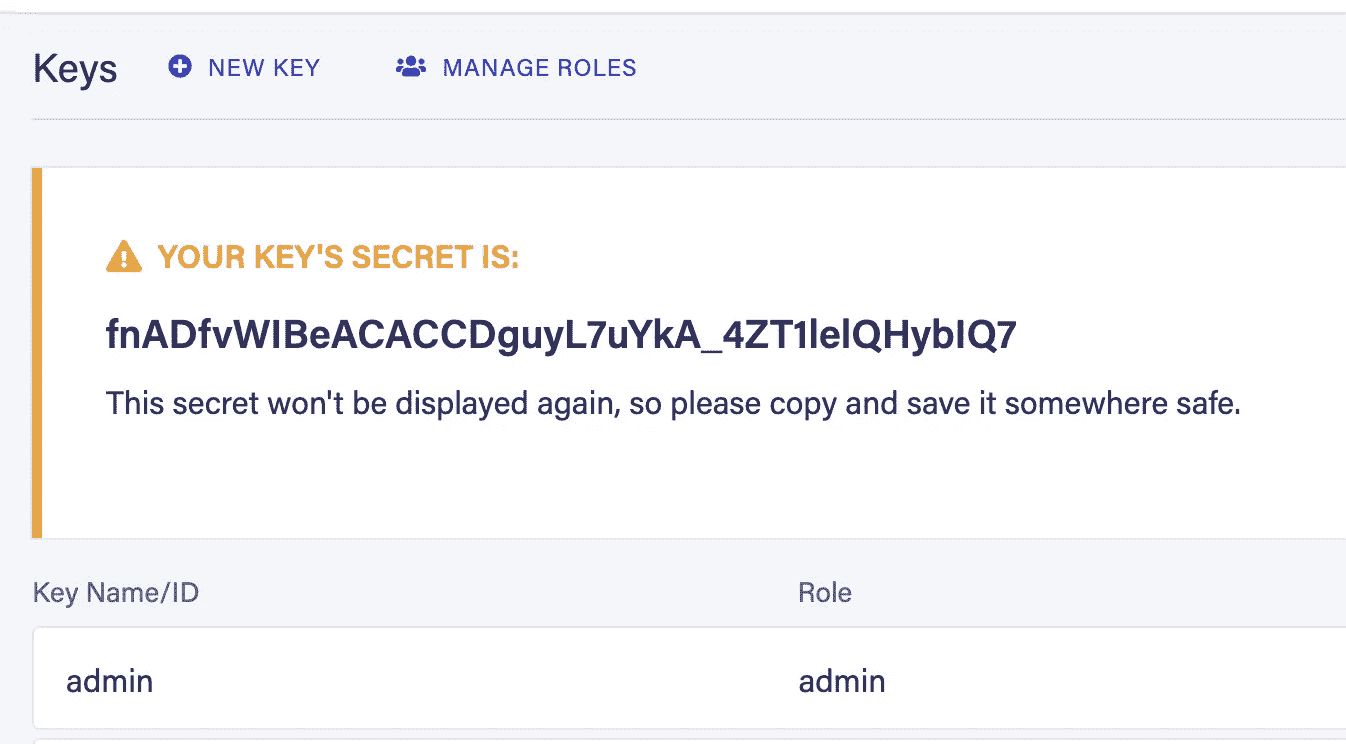 Keys NEW KEY MANAGE ROLES
YOUR KEY'S SECRET IS:
fnADfvWIBeACACCDguyL7uYkA_4ZT1lelQHybIQ7
This secret won't be displayed again, so please copy and save it somewhere safe.
Key Name/ID Role
admin admin